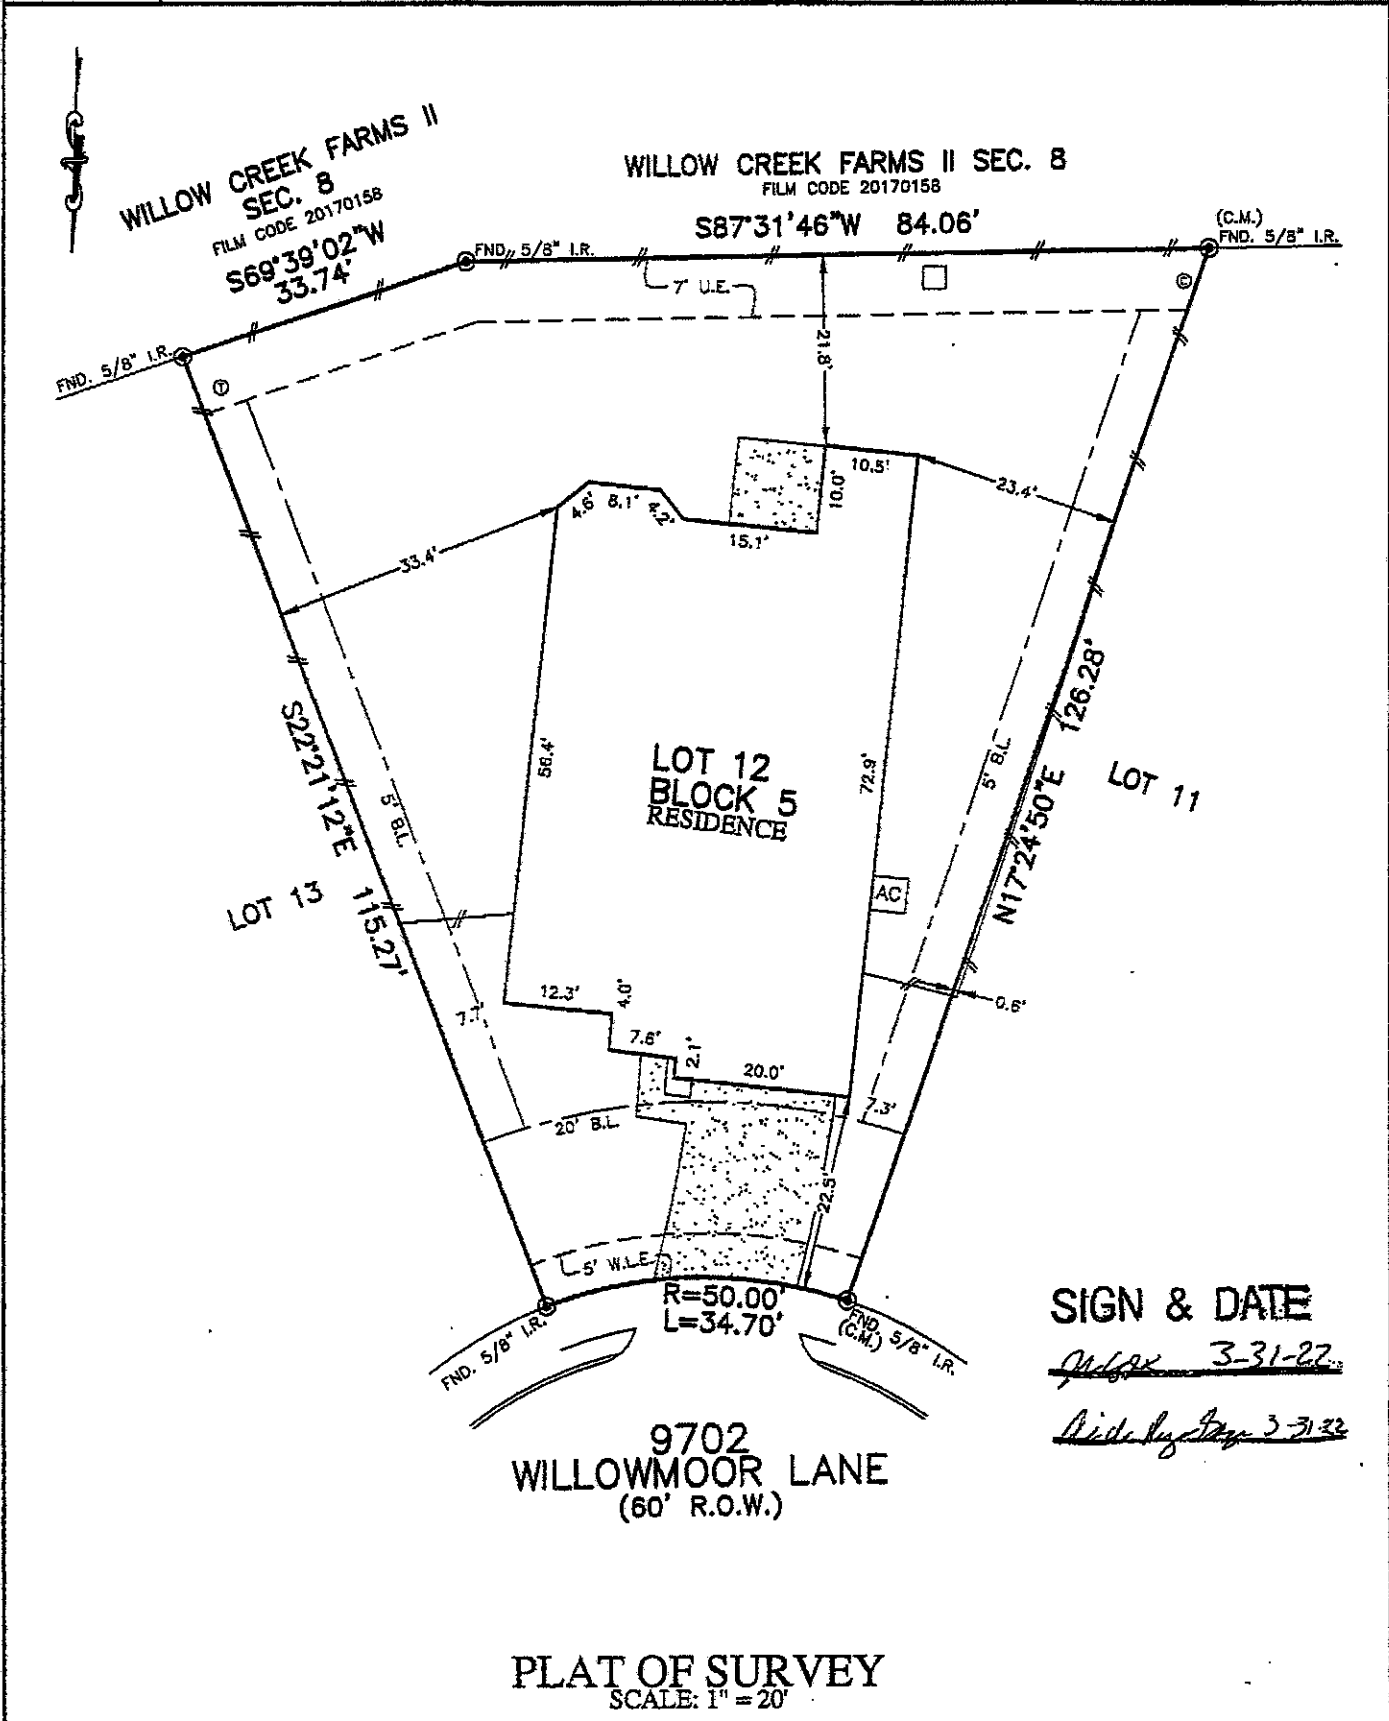 WILLOW CREEK FARMS II
SEC. 8
FILM CODE 20170158
S69°39'02"W
33.74'
WILLOW CREEK FARMS II SEC. 8
FILM CODE 20170158
S87°31'46"W 84.06'
(C.M.)
FND. 5/8" I.R.
FND. 5/8" I.R.
FND. 5/8" I.R.
7' U.E.
E
T
21.8'
10.5'
10.0'
23.4'
4.6'
8.1'
4.2'
15.1'
33.4'
56.4'
72.9'
LOT 12
BLOCK 5
RESIDENCE
S22°21'12"E 115.27'
5' B.L.
5' B.L.
N17°24'50"E 126.28'
LOT 11
LOT 13
AC
0.6'
12.3'
4.0'
7.7'
7.6'
2.1'
20.0'
7.3'
20' B.L.
22.5'
5' W.L.E.
R=50.00'
L=34.70'
FND. 5/8" I.R.
FND. 5/8" I.R.
(C.M.)
SIGN & DATE
3-31-22
3-31-22
9702
WILLOWMOOR LANE
(60' R.O.W.)
PLAT OF SURVEY
SCALE: 1" = 20'